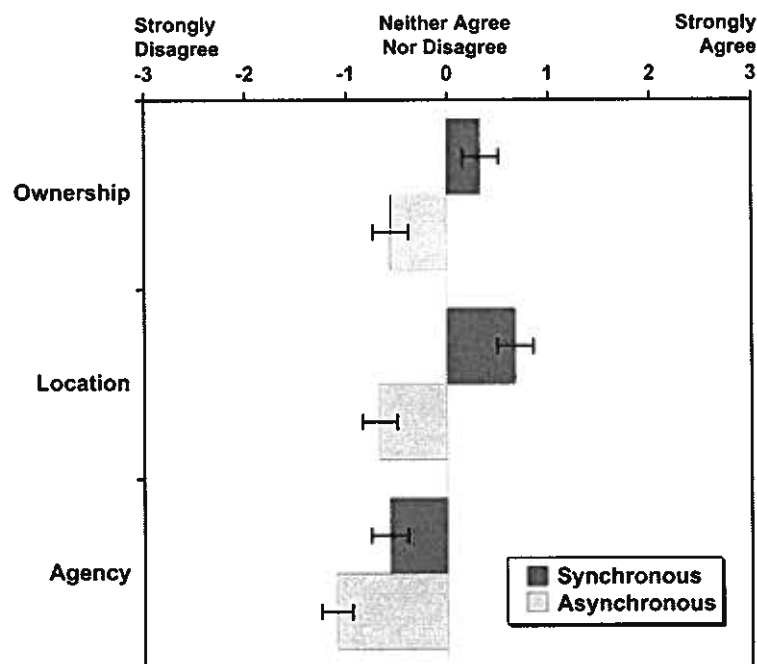 Strongly
Disagree
Neither Agree
Nor Disagree
Strongly
Agree
-3 -1 0 1 2 3
Ownership
Location
Agency
Synchronous
Asynchronous